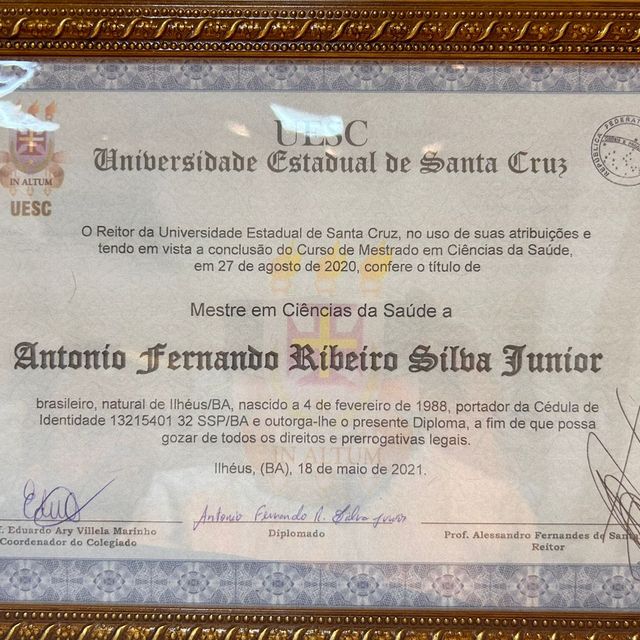 UESC
Universidade Estadual de Santa Cruz
IN ALTUM
UESC
REPÚBLICA FEDERAT
O Reitor da Universidade Estadual de Santa Cruz, no uso de suas atribuições e
tendo em vista a conclusão do Curso de Mestrado em Ciências da Saúde,
em 27 de agosto de 2020, confere o título de
Mestre em Ciências da Saúde a
Antonio Fernando Ribeiro Silva Junior
brasileiro, natural de Ilhéus/BA, nascido a 4 de fevereiro de 1988, portador da Cédula de
Identidade 13215401 32 SSP/BA e outorga-lhe o presente Diploma, a fim de que possa
gozar de todos os direitos e prerrogativas legais.
IN ALTUM
Ilhéus, (BA), 18 de maio de 2021.
Antonio Fernando R. Silva Junior
f. Eduardo Ary Villela Marinho
Coordenador do Colegiado
Diplomado
Prof. Alessandro Fernandes de Santa
Reitor